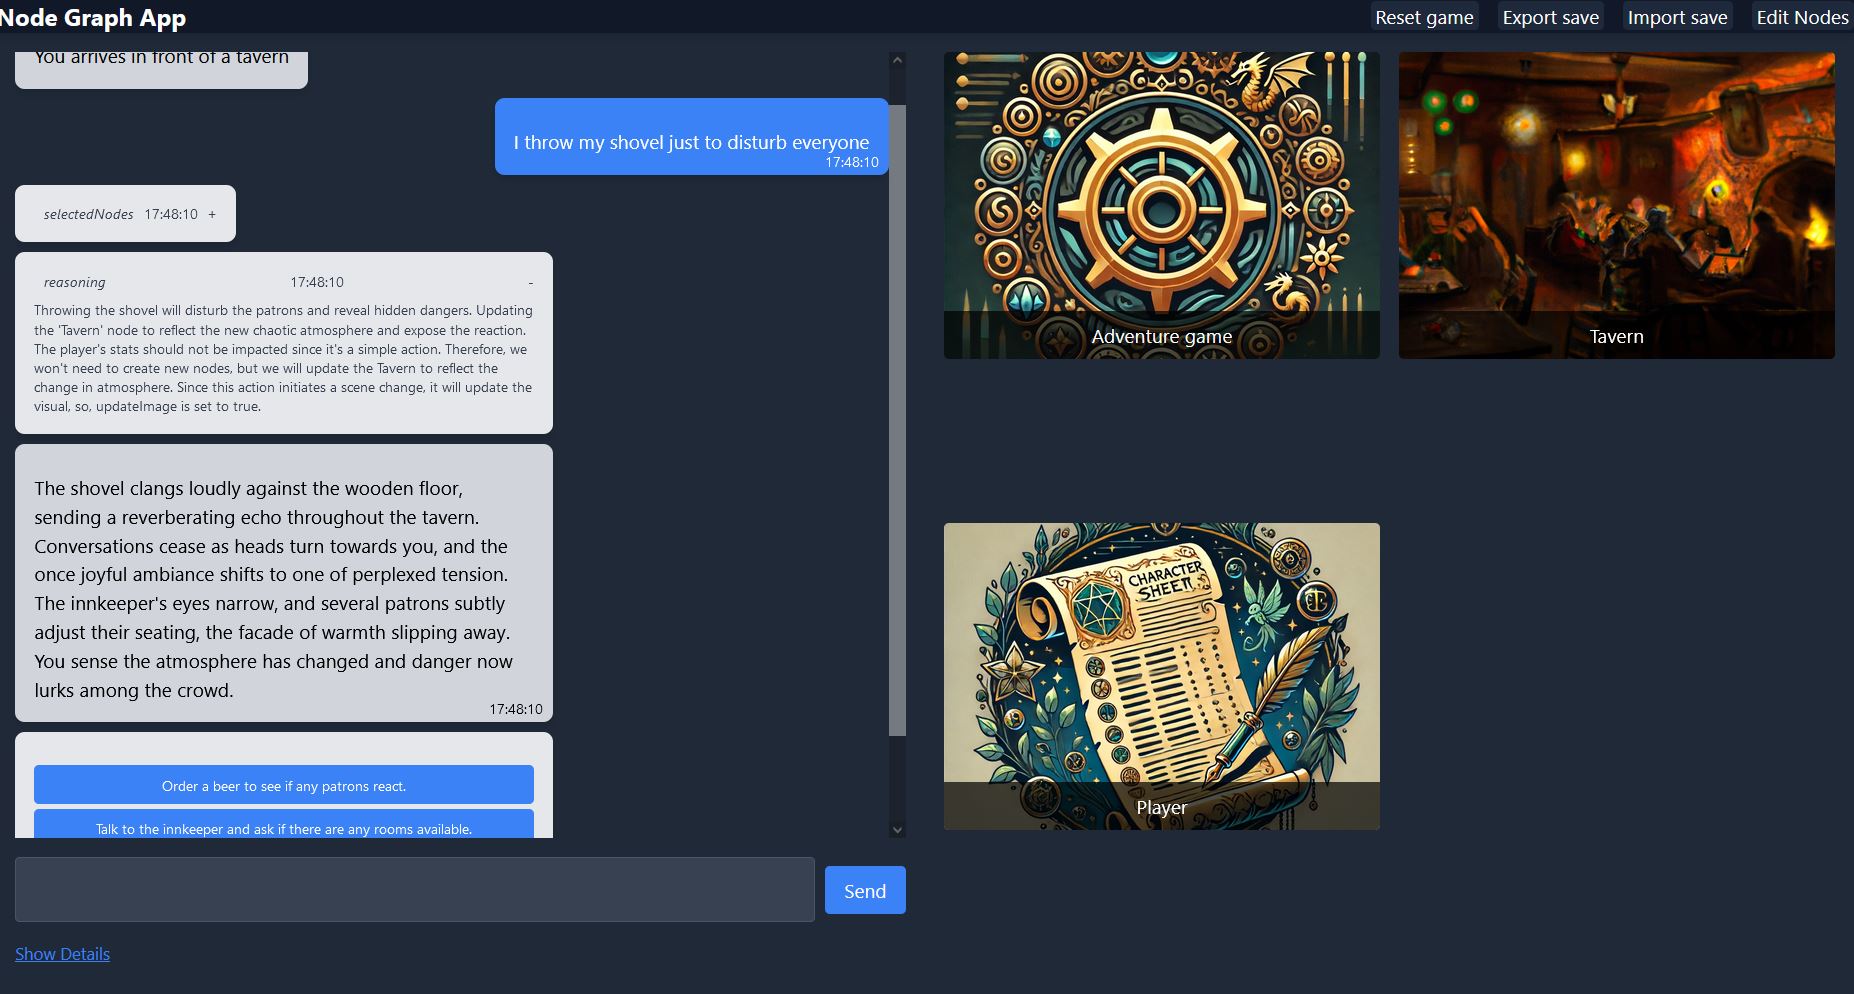 Node Graph App
Reset game
Export save
Import save
Edit Nodes
You arrives in front of a tavern
I throw my shovel just to disturb everyone
17:48:10
selectedNodes 17:48:10 +
reasoning 17:48:10 -
Throwing the shovel will disturb the patrons and reveal hidden dangers. Updating
the 'Tavern' node to reflect the new chaotic atmosphere and expose the reaction.
The player's stats should not be impacted since it's a simple action. Therefore, we
won't need to create new nodes, but we will update the Tavern to reflect the
change in atmosphere. Since this action initiates a scene change, it will update the
visual, so, updateImage is set to true.
The shovel clangs loudly against the wooden floor,
sending a reverberating echo throughout the tavern.
Conversations cease as heads turn towards you, and the
once joyful ambiance shifts to one of perplexed tension.
The innkeeper's eyes narrow, and several patrons subtly
adjust their seating, the facade of warmth slipping away.
You sense the atmosphere has changed and danger now
lurks among the crowd.
17:48:10
Order a beer to see if any patrons react.
Talk to the innkeeper and ask if there are any rooms available.
Send
Show Details
Adventure game
Tavern
CHARACTER
SHEET
Player